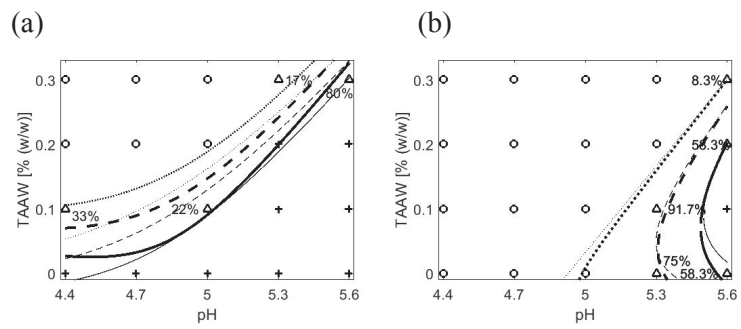 (a)
(b)
TAAW [% (w/w)]
0.3
0.2
0.1
0
17%
80%
33%
22%
4.4 4.7 5 5.3 5.6
pH
TAAW [% (w/w)]
0.3
0.2
0.1
0
8.3%
58.3%
91.7%
75%
58.3%
4.4 4.7 5 5.3 5.6
pH